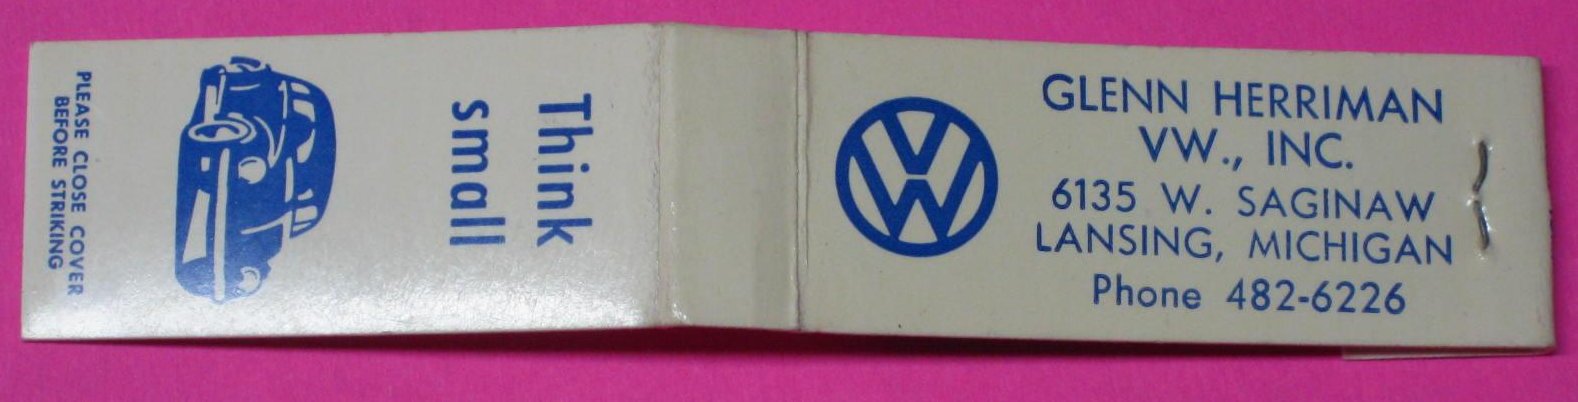 Think
small
PLEASE CLOSE COVER
BEFORE STRIKING
VW
GLENN HERRIMAN
VW., INC.
6135 W. SAGINAW
LANSING, MICHIGAN
Phone 482-6226